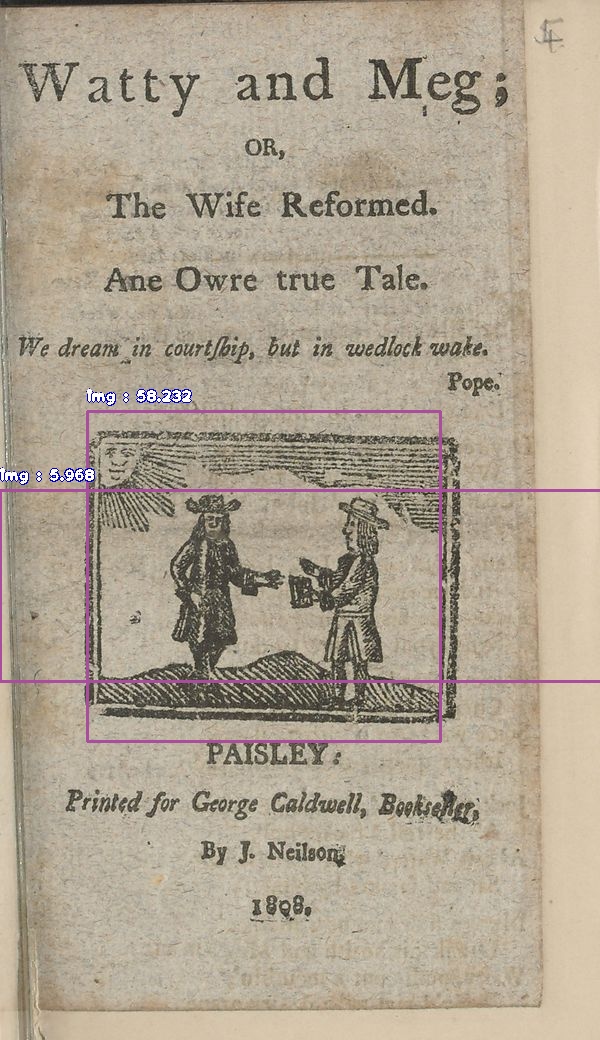 Watty and Meg;
OR,
The Wife Reformed.
Ane Owre true Tale.
We dream in courtſhip, but in wedlock wake.
Pope.
Img : 58.232
Img : 5.968
PAISLEY:
Printed for George Caldwell, Bookseller,
By J. Neilson,
1808.